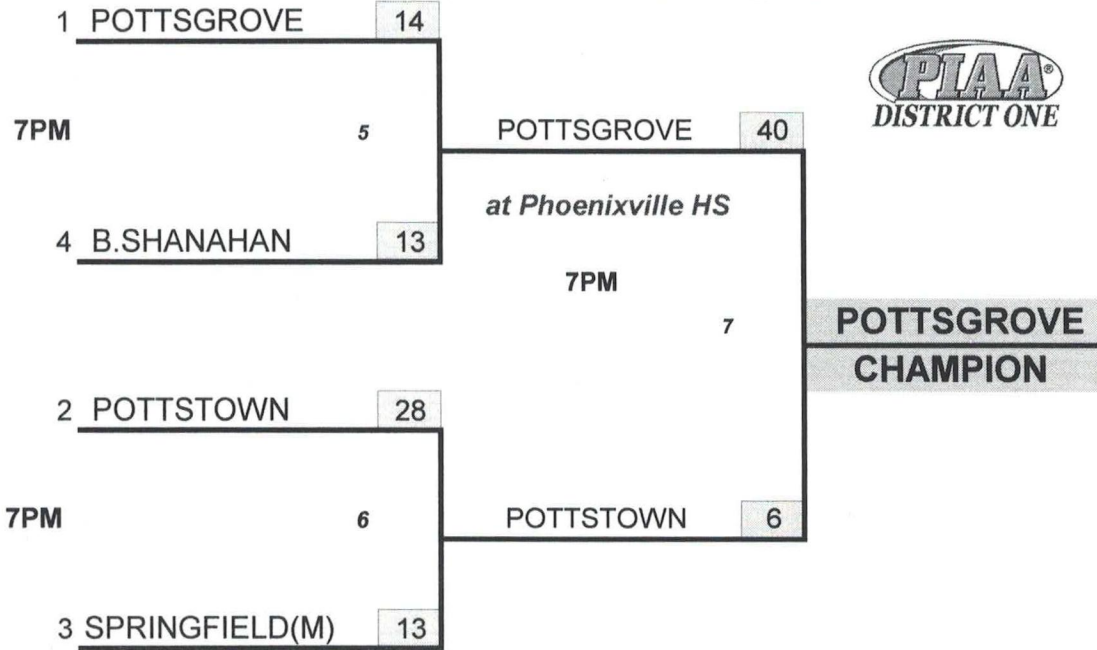 1 POTTSGROVE 14
PIAA®
DISTRICT ONE
7PM 5
POTTSGROVE 40
at Phoenixville HS
4 B.SHANAHAN 13
7PM
7
POTTSGROVE
CHAMPION
2 POTTSTOWN 28
7PM 6
POTTSTOWN 6
3 SPRINGFIELD(M) 13